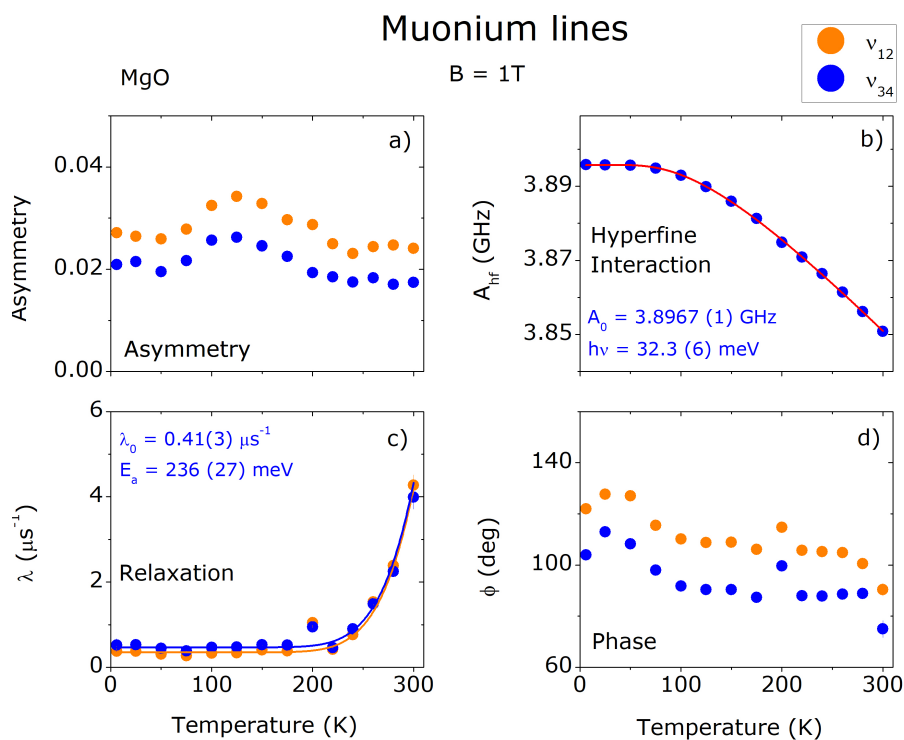 Muonium lines
MgO
B = 1T
ν12
ν34
a)
0.04
0.02
0.00
Asymmetry
Asymmetry
b)
3.89
3.87
3.85
Ahf (GHz)
Hyperfine
Interaction
A0 = 3.8967 (1) GHz
hν = 32.3 (6) meV
c)
6
4
2
0
λ (μs-1)
λ0 = 0.41(3) μs-1
Ea = 236 (27) meV
Relaxation
0 100 200 300
Temperature (K)
d)
140
100
60
ϕ (deg)
Phase
0 100 200 300
Temperature (K)